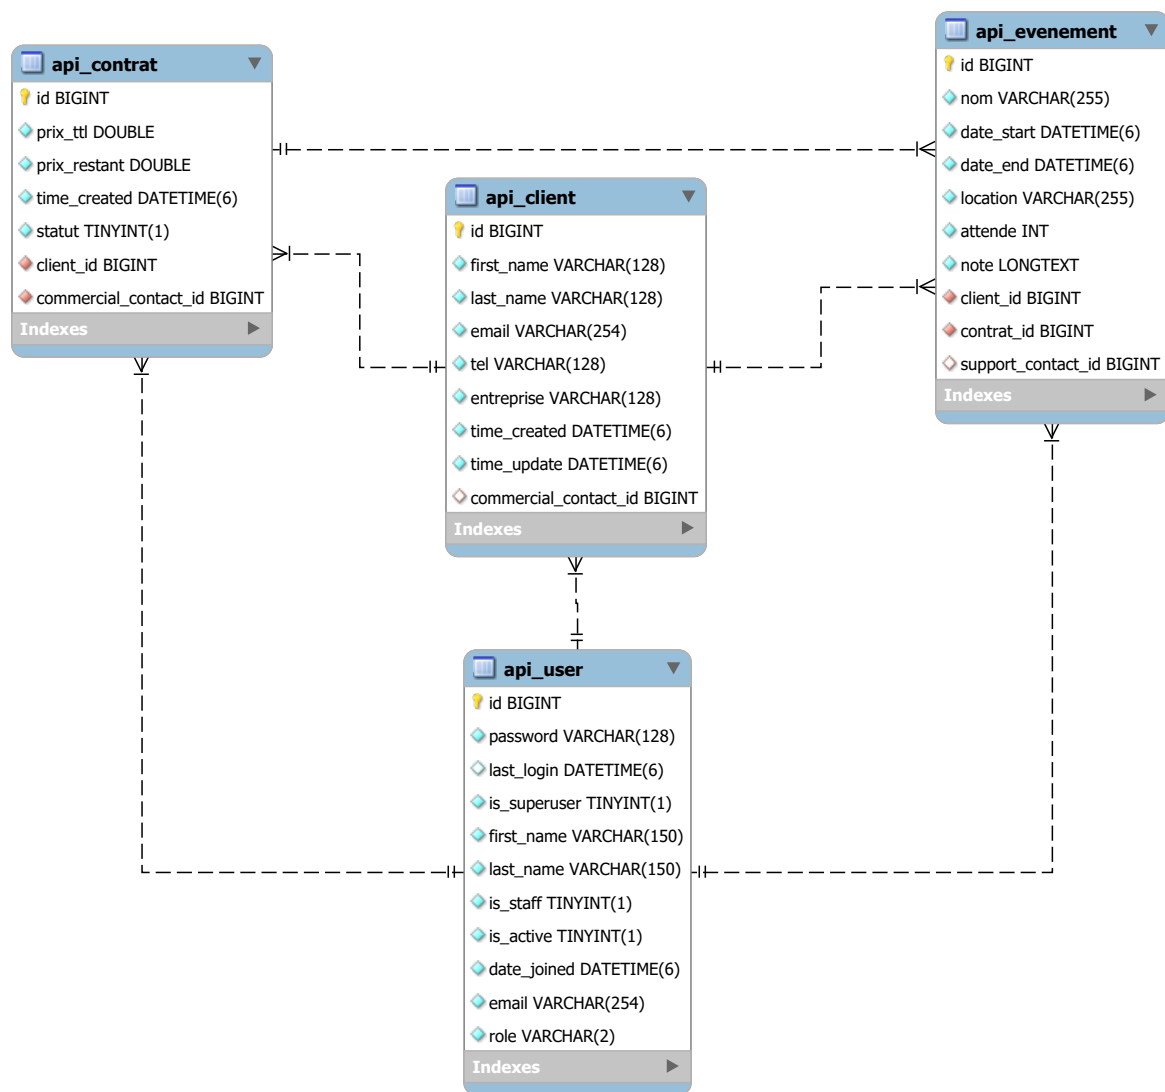 api_contrat
id BIGINT
prix_ttl DOUBLE
prix_restant DOUBLE
time_created DATETIME(6)
statut TINYINT(1)
client_id BIGINT
commercial_contact_id BIGINT
Indexes
api_client
id BIGINT
first_name VARCHAR(128)
last_name VARCHAR(128)
email VARCHAR(254)
tel VARCHAR(128)
entreprise VARCHAR(128)
time_created DATETIME(6)
time_update DATETIME(6)
commercial_contact_id BIGINT
Indexes
api_evenement
id BIGINT
nom VARCHAR(255)
date_start DATETIME(6)
date_end DATETIME(6)
location VARCHAR(255)
attende INT
note LONGTEXT
client_id BIGINT
contrat_id BIGINT
support_contact_id BIGINT
Indexes
api_user
id BIGINT
password VARCHAR(128)
last_login DATETIME(6)
is_superuser TINYINT(1)
first_name VARCHAR(150)
last_name VARCHAR(150)
is_staff TINYINT(1)
is_active TINYINT(1)
date_joined DATETIME(6)
email VARCHAR(254)
role VARCHAR(2)
Indexes